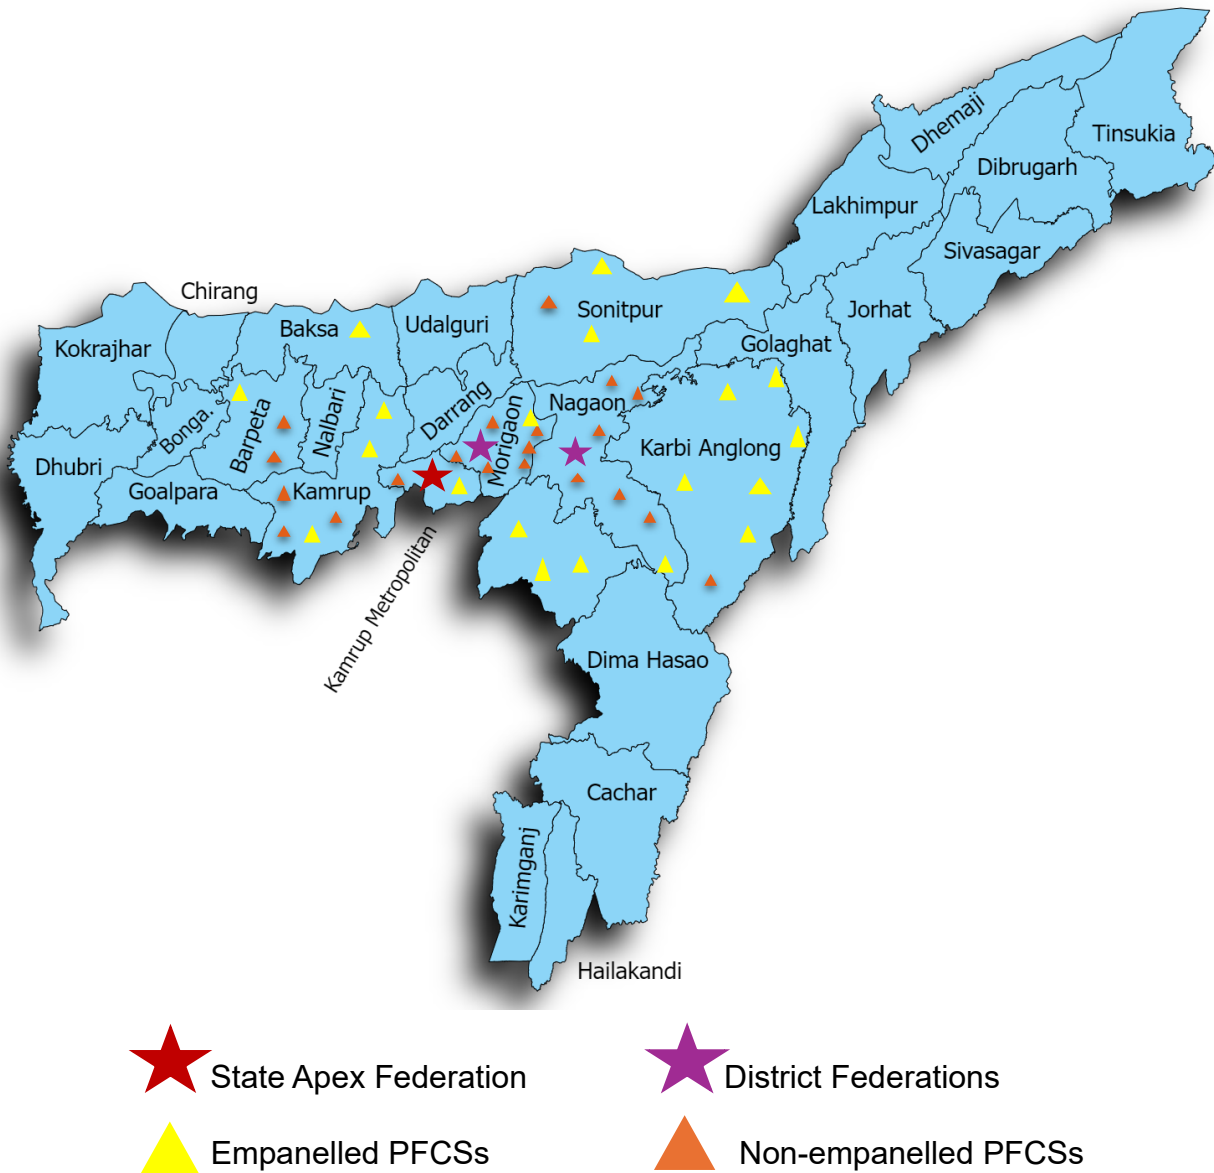 Dhemaji
Tinsukia
Dibrugarh
Lakhimpur
Sivasagar
Chirang
Sonitpur
Jorhat
Baksa
Udalguri
Kokrajhar
Golaghat
Darrang
Nagaon
Bonga.
Barpeta
Nalbari
Morigaon
Karbi Anglong
Dhubri
Goalpara
Kamrup
Kamrup Metropolitan
Dima Hasao
Cachar
Karimganj
Hailakandi
State Apex Federation
District Federations
Empanelled PFCSs
Non-empanelled PFCSs